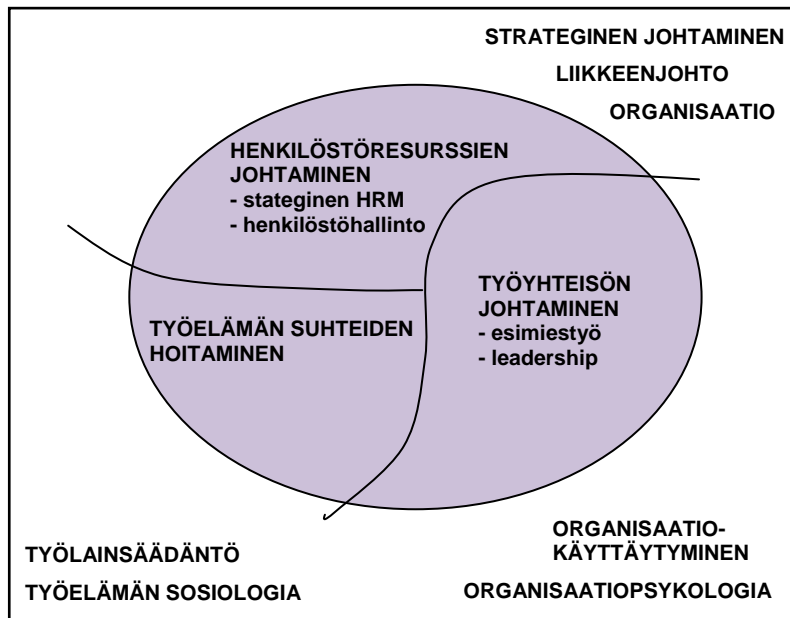 STRATEGINEN JOHTAMINEN
LIIKKEENJOHTO
ORGANISAATIO
HENKILÖSTÖRESURSSIEN
JOHTAMINEN
- stateginen HRM
- henkilöstöhallinto
TYÖYHTEISÖN
JOHTAMINEN
- esimiestyö
- leadership
TYÖELÄMÄN SUHTEIDEN
HOITAMINEN
ORGANISAATIO-
KÄYTTÄYTYMINEN
ORGANISAATIOPSYKOLOGIA
TYÖLAINSÄÄDÄNTÖ
TYÖELÄMÄN SOSIOLOGIA